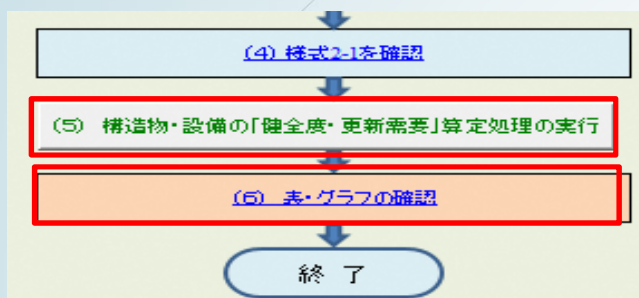 (4) 様式2-1を確認
(5) 構造物・設備の「健全度・更新需要」算定処理の実行
(6) 表・グラフの確認
終 了